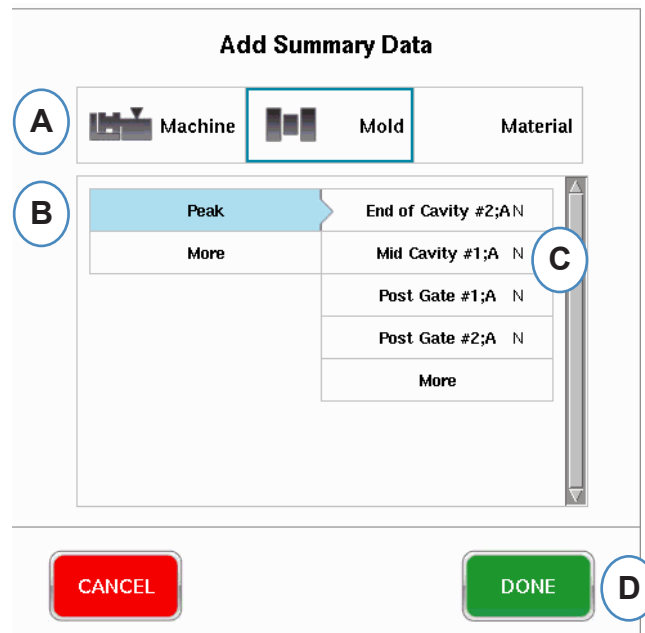 Add Summary Data
A Machine Mold Material
B Peak End of Cavity #2;A N
More Mid Cavity #1;A N C
Post Gate #1;A N
Post Gate #2;A N
More
CANCEL DONE D